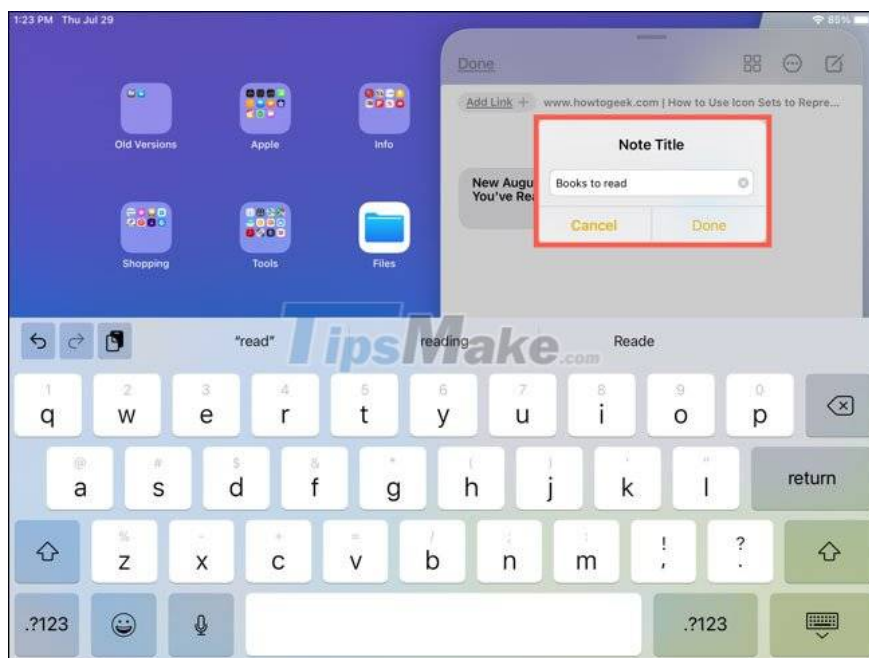 1:23 PM Thu Jul 29
85%
Done
Add Link + www.howtogeek.com | How to Use Icon Sets to Repre...
Old Versions
Apple
Info
Note Title
New Augu
You've Rea
Books to read
Cancel
Done
Shopping
Tools
Files
TipsMake.com
"read"
reading
Reade
1 2 3 4 5 6 7 8 9 0
q w e r t y u i o p
@ # $ & * ( ) ' "
a s d f g h j k l return
% - + = / ; :
z x c v b n m ! , ? .
.?123
.?123